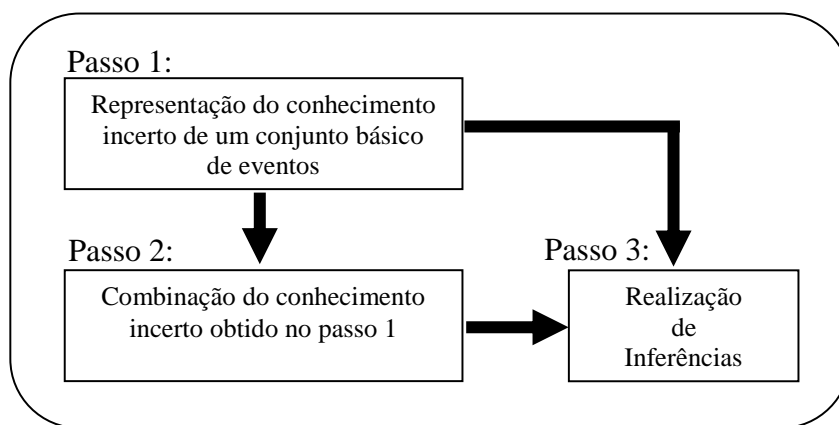 Passo 1:
Representação do conhecimento
incerto de um conjunto básico
de eventos
Passo 2:
Combinação do conhecimento
incerto obtido no passo 1
Passo 3:
Realização
de
Inferências